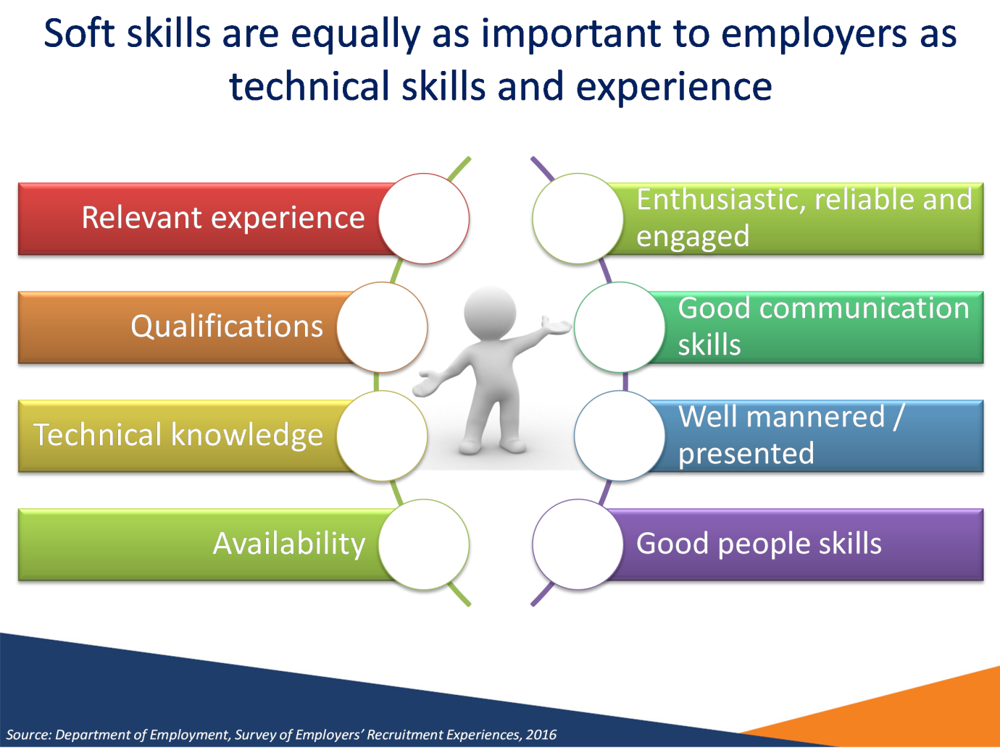 Soft skills are equally as important to employers as
technical skills and experience
Relevant experience
Qualifications
Technical knowledge
Availability
Enthusiastic, reliable and
engaged
Good communication
skills
Well mannered /
presented
Good people skills
Source: Department of Employment, Survey of Employers’ Recruitment Experiences, 2016